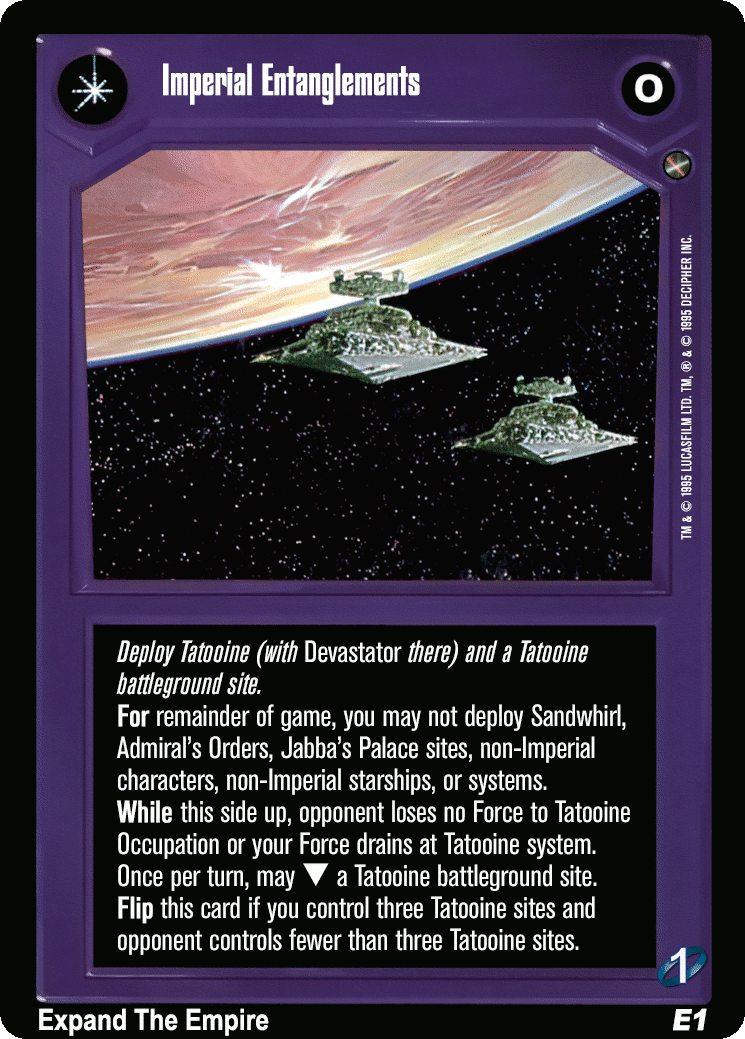 Imperial Entanglements
O
TM & © 1995 LUCASFILM LTD. TM, ® & © 1995 DECIPHER INC.
Deploy Tatooine (with Devastator there) and a Tatooine
battleground site.
For remainder of game, you may not deploy Sandwhirl,
Admiral's Orders, Jabba's Palace sites, non-Imperial
characters, non-Imperial starships, or systems.
While this side up, opponent loses no Force to Tatooine
Occupation or your Force drains at Tatooine system.
Once per turn, may ▼ a Tatooine battleground site.
Flip this card if you control three Tatooine sites and
opponent controls fewer than three Tatooine sites.
1
Expand The Empire
E1